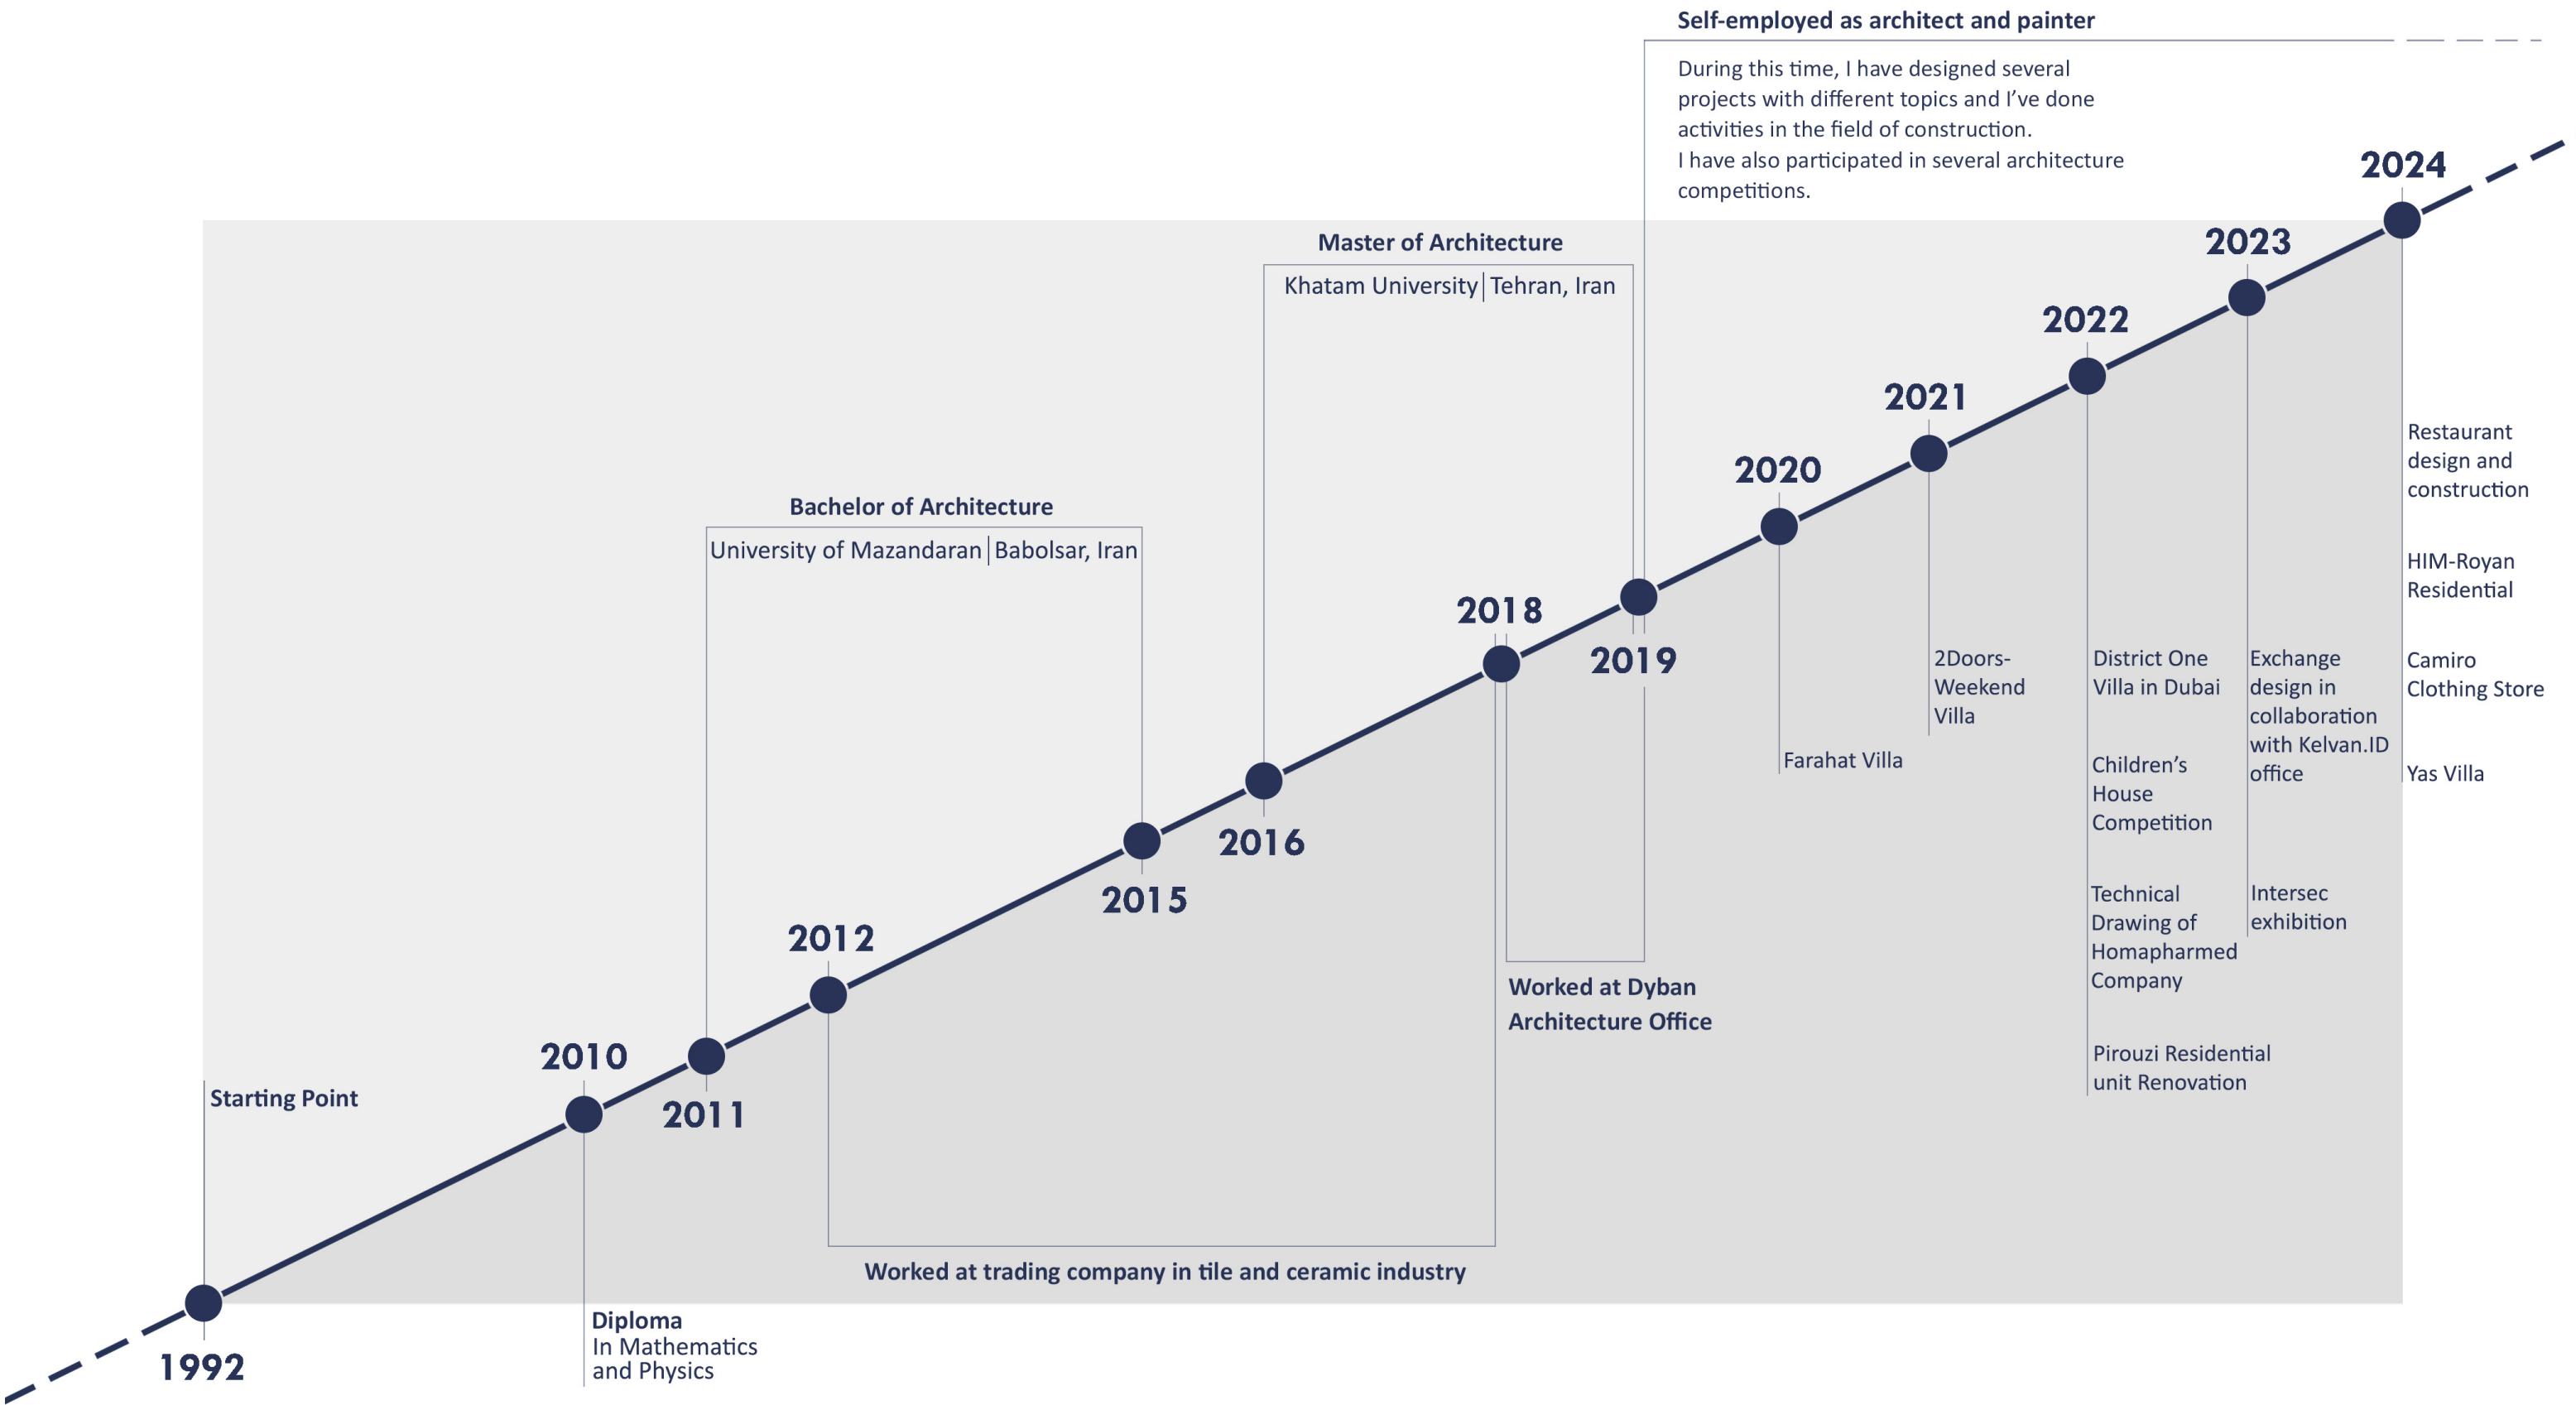 Self-employed as architect and painter
During this time, I have designed several
projects with different topics and I've done
activities in the field of construction.
I have also participated in several architecture
competitions.
2024
Master of Architecture
Khatam University | Tehran, Iran
2023
2022
2021
2020
Bachelor of Architecture
University of Mazandaran | Babolsar, Iran
2018
2019
2016
2015
2012
2010
2011
Starting Point
1992
Diploma
In Mathematics
and Physics
Worked at trading company in tile and ceramic industry
Worked at Dyban
Architecture Office
Farahat Villa
2Doors-
Weekend
Villa
District One
Villa in Dubai
Children's
House
Competition
Technical
Drawing of
Homapharmed
Company
Pirouzi Residential
unit Renovation
Exchange
design in
collaboration
with Kelvan.ID
office
Intersec
exhibition
Restaurant
design and
construction
HIM-Royan
Residential
Camiro
Clothing Store
Yas Villa